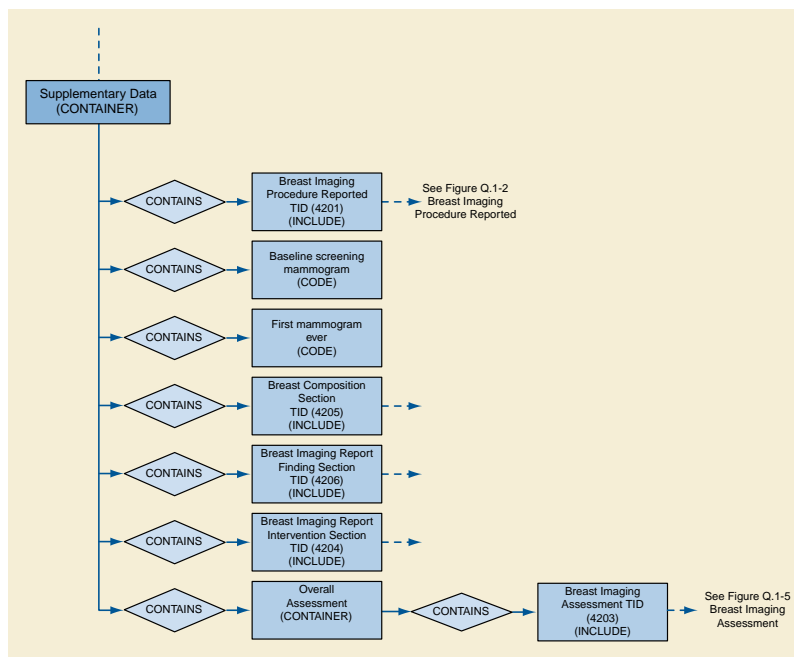 Supplementary Data
(CONTAINER)
CONTAINS
Breast Imaging
Procedure Reported
TID (4201)
(INCLUDE)
See Figure Q.1-2
Breast Imaging
Procedure Reported
CONTAINS
Baseline screening
mammogram
(CODE)
CONTAINS
First mammogram
ever
(CODE)
CONTAINS
Breast Composition
Section
TID (4205)
(INCLUDE)
CONTAINS
Breast Imaging Report
Finding Section
TID (4206)
(INCLUDE)
CONTAINS
Breast Imaging Report
Intervention Section
TID (4204)
(INCLUDE)
CONTAINS
Overall
Assessment
(CONTAINER)
CONTAINS
Breast Imaging
Assessment TID
(4203)
(INCLUDE)
See Figure Q.1-5
Breast Imaging
Assessment